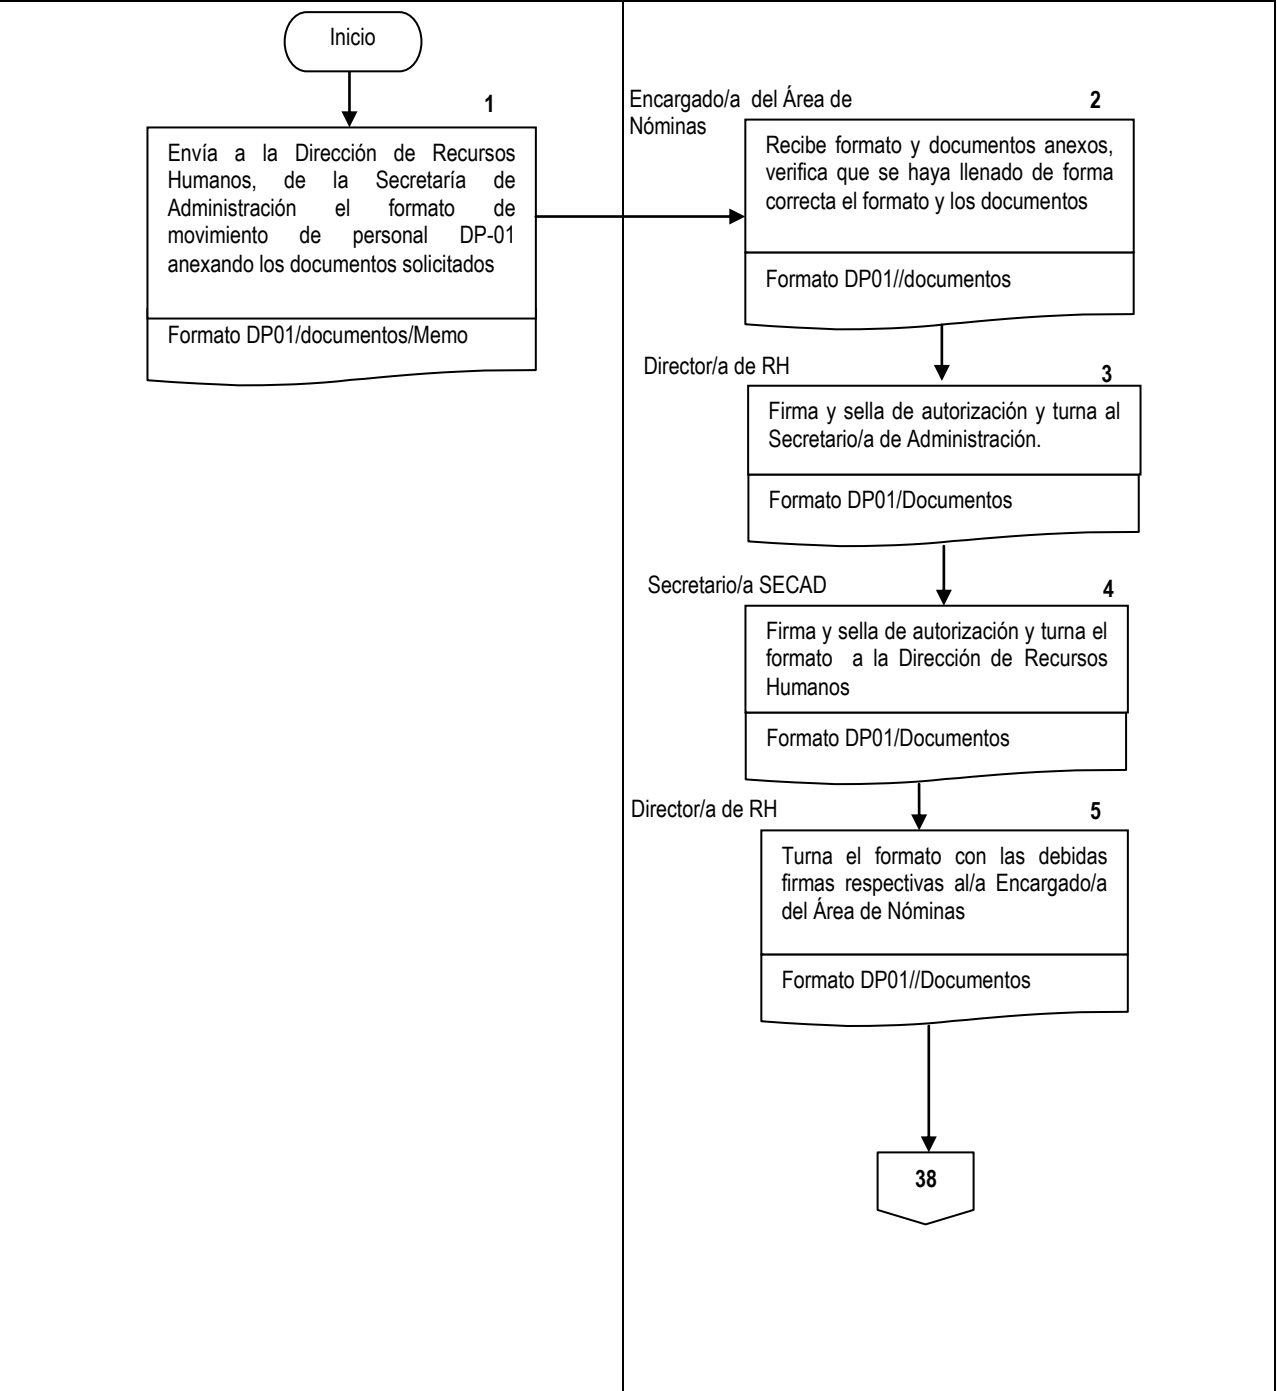 Inicio
1
Envía a la Dirección de Recursos
Humanos, de la Secretaría de
Administración el formato de
movimiento de personal DP-01
anexando los documentos solicitados
Formato DP01/documentos/Memo
Encargado/a del Área de
Nóminas
2
Recibe formato y documentos anexos,
verifica que se haya llenado de forma
correcta el formato y los documentos
Formato DP01//documentos
Director/a de RH
3
Firma y sella de autorización y turna al
Secretario/a de Administración.
Formato DP01/Documentos
Secretario/a SECAD
4
Firma y sella de autorización y turna el
formato a la Dirección de Recursos
Humanos
Formato DP01/Documentos
Director/a de RH
5
Turna el formato con las debidas
firmas respectivas al/a Encargado/a
del Área de Nóminas
Formato DP01//Documentos
38